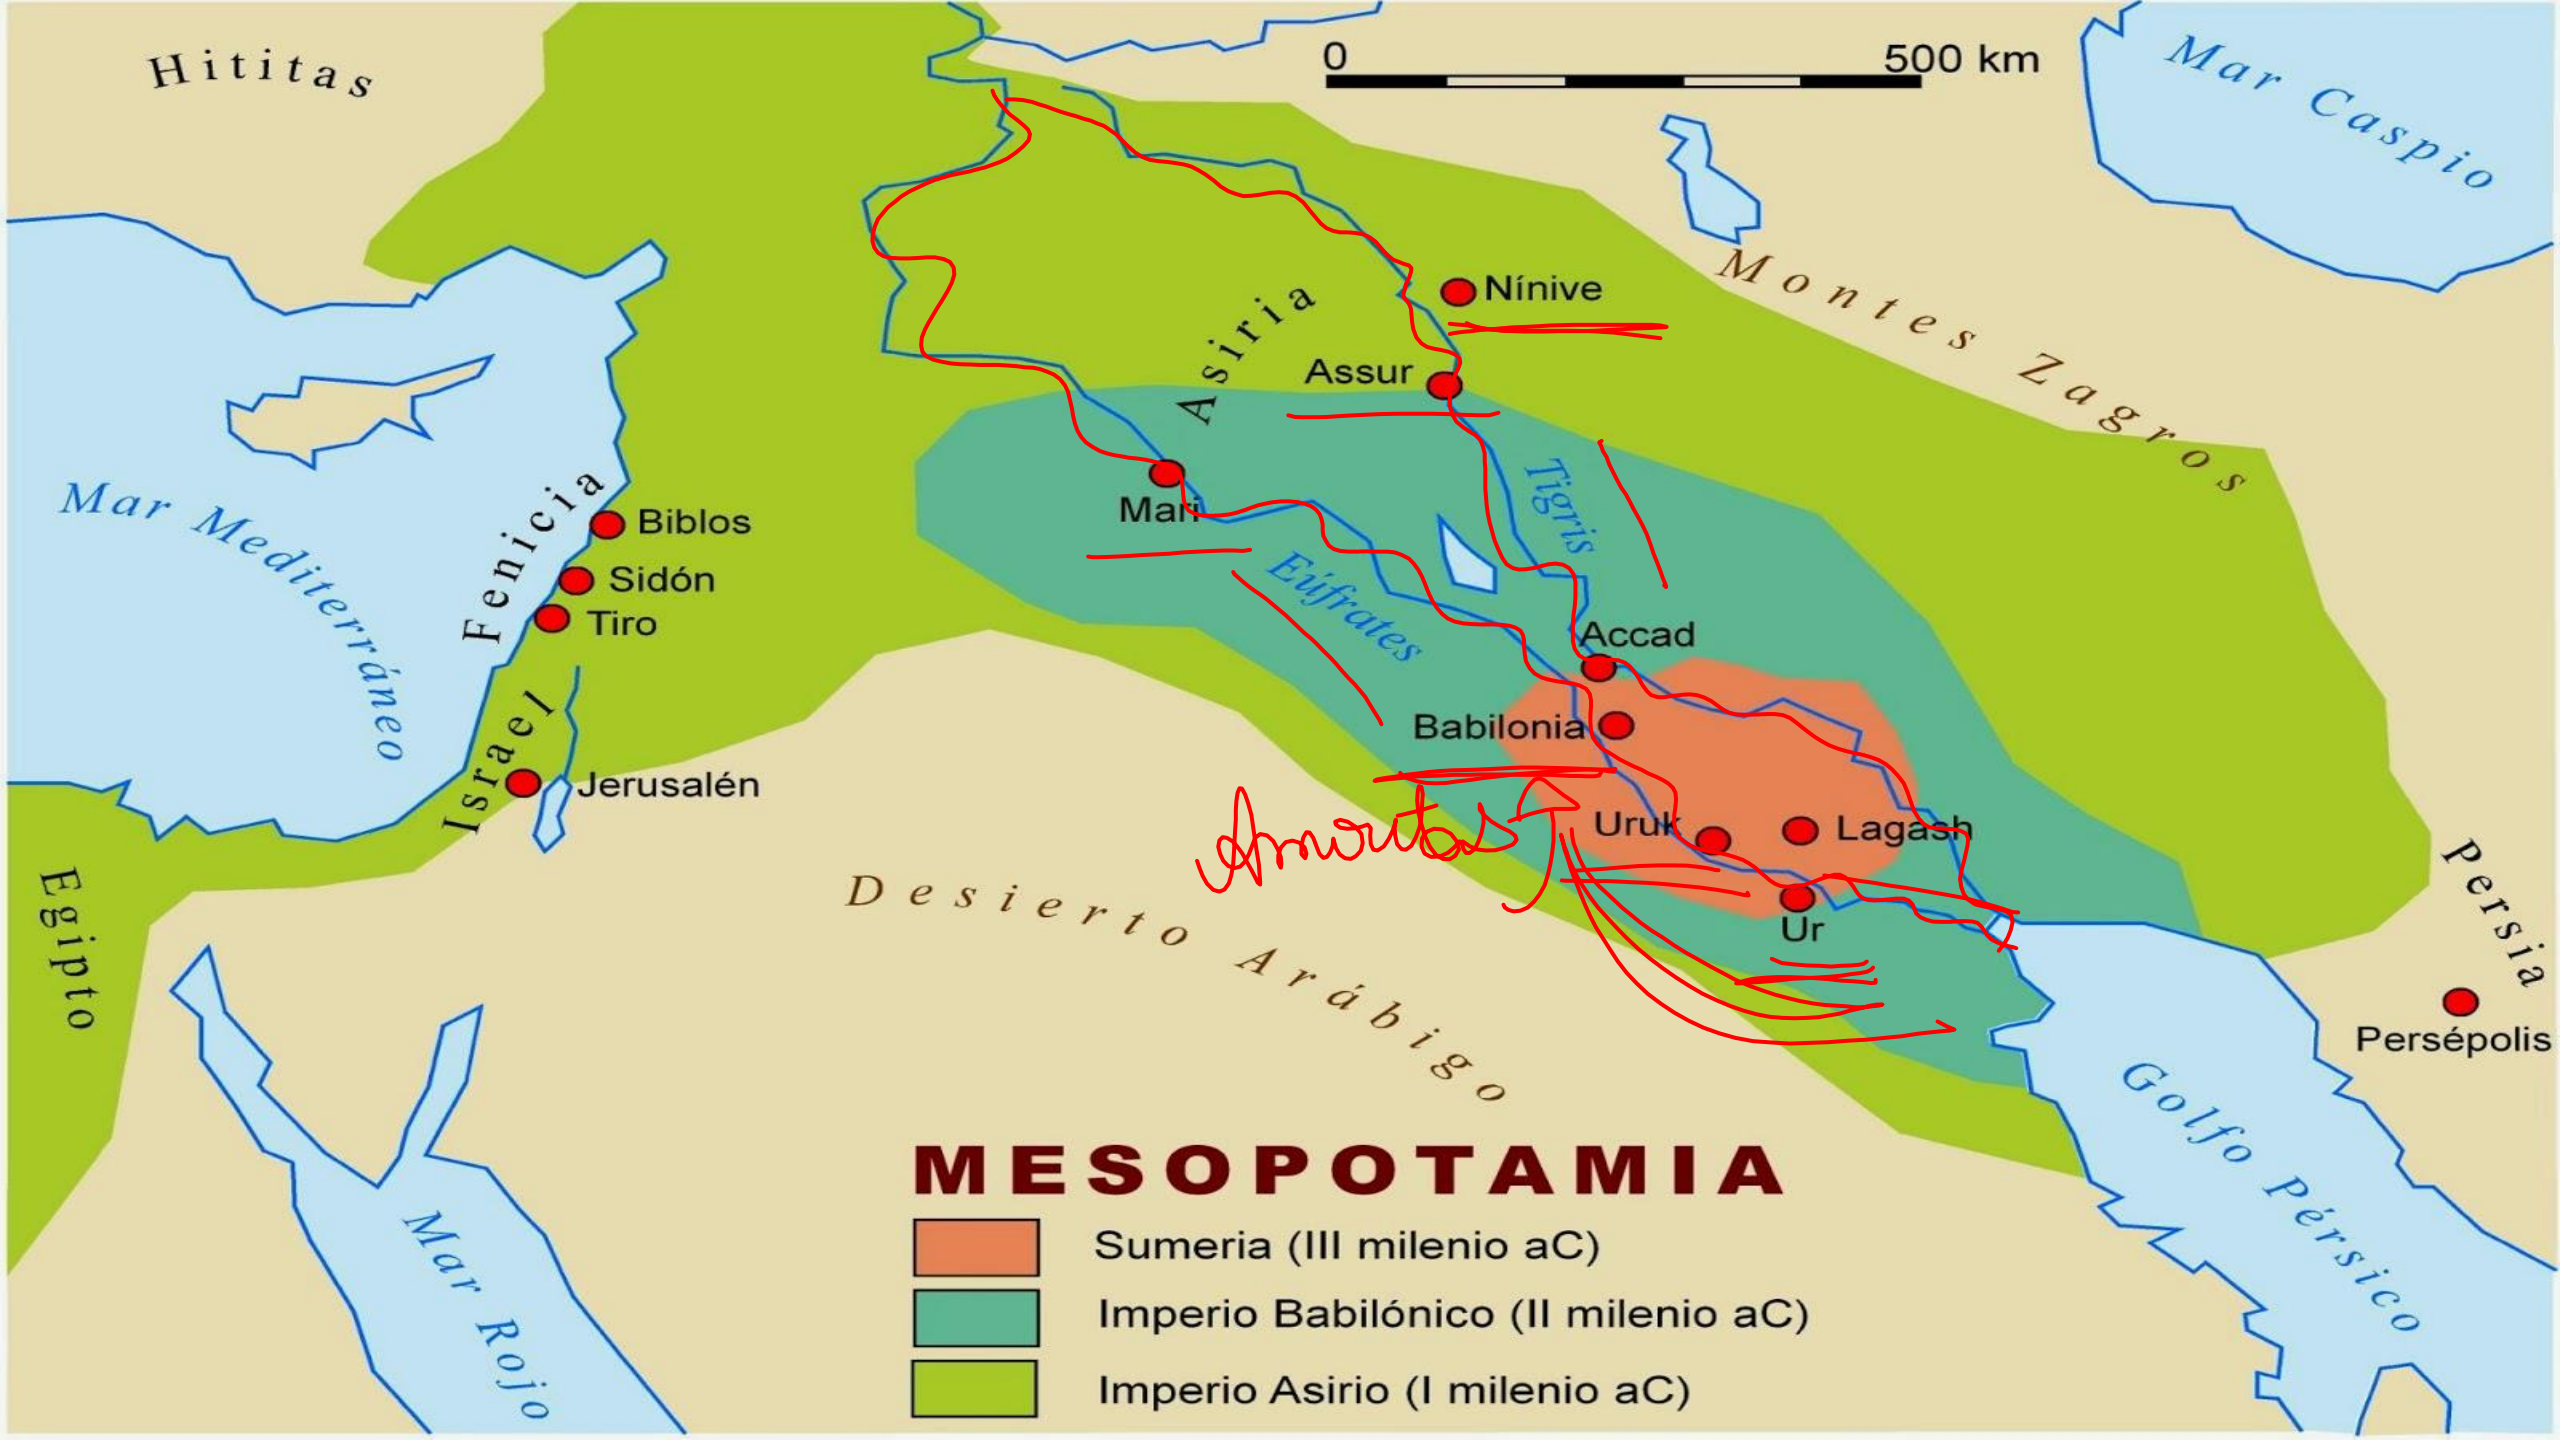 0 500 km
Hititas
Mar Caspio
Montes Zagros
Nínive
Asiria
Assur
Tigris
Mari
Eúfrates
Mar Mediterráneo
Fenicia
Biblos
Sidón
Tiro
Accad
Babilonia
Israel
Jerusalén
Amoritas
Uruk
Lagash
Ur
Egipto
Desierto Arábigo
Persia
Persépolis
Golfo Pérsico
Mar Rojo
MESOPOTAMIA
Sumeria (III milenio aC)
Imperio Babilónico (II milenio aC)
Imperio Asirio (I milenio aC)